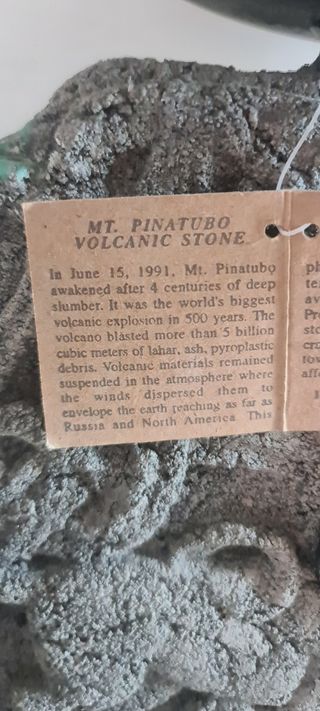 MT. PINATUBO
VOLCANIC STONE
In June 15, 1991, Mt. Pinatubo
awakened after 4 centuries of deep
slumber. It was the world's biggest
volcanic explosion in 500 years. The
volcano blasted more than 5 billion
cubic meters of lahar, ash, pyroplastic
debris. Volcanic materials remained
suspended in the atmosphere where
the winds dispersed them to
envelope the earth reaching as far as
Russia and North America. This